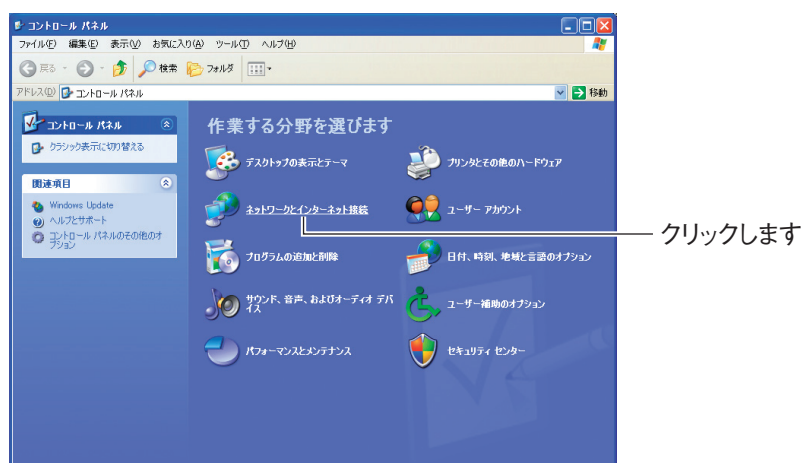 コントロール パネル
ファイル(F) 編集(E) 表示(V) お気に入り(A) ツール(T) ヘルプ(H)
戻る 検索 フォルダ
アドレス(D) コントロール パネル 移動
コントロール パネル
クラシック表示に切り替える
関連項目
Windows Update
ヘルプとサポート
コントロール パネルのその他のオ
プション
作業する分野を選びます
デスクトップの表示とテーマ
プリンタとその他のハードウェア
ネットワークとインターネット接続
ユーザー アカウント
プログラムの追加と削除
日付、時刻、地域と言語のオプション
サウンド、音声、およびオーディオ デバ
イス
ユーザー補助のオプション
パフォーマンスとメンテナンス
セキュリティ センター
クリックします